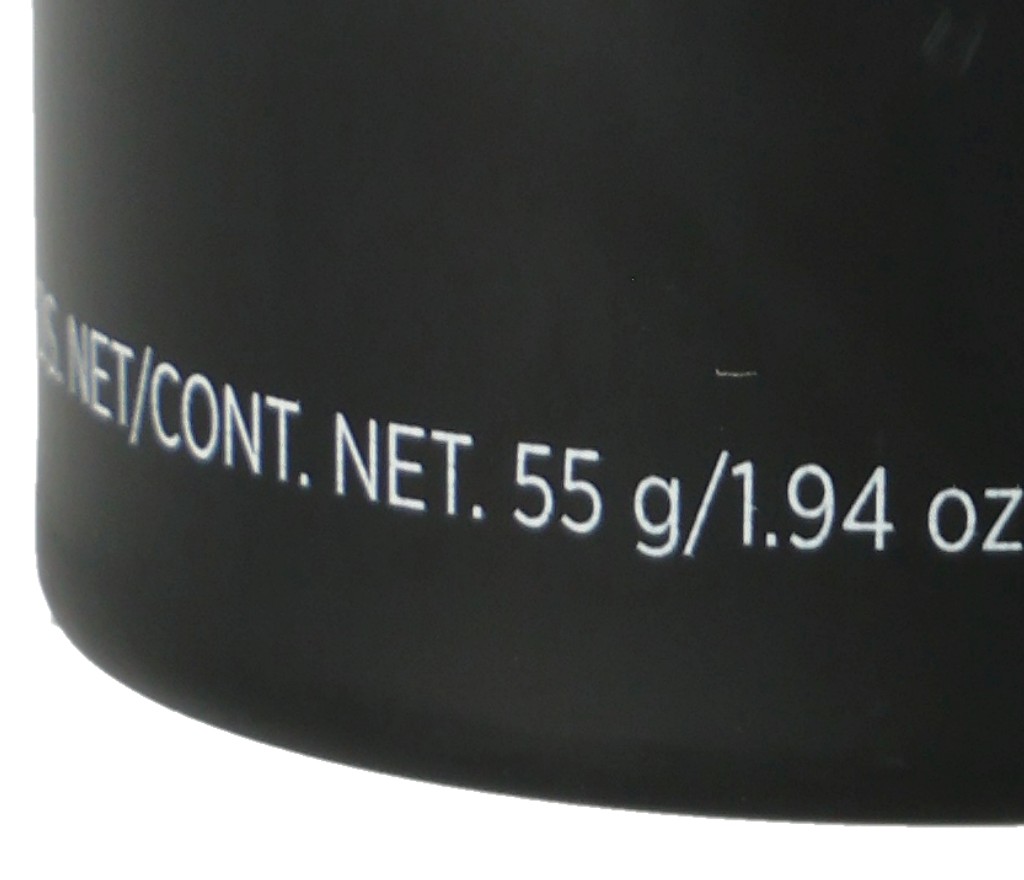 NET/CONT. NET. 55 g/1.94 oz